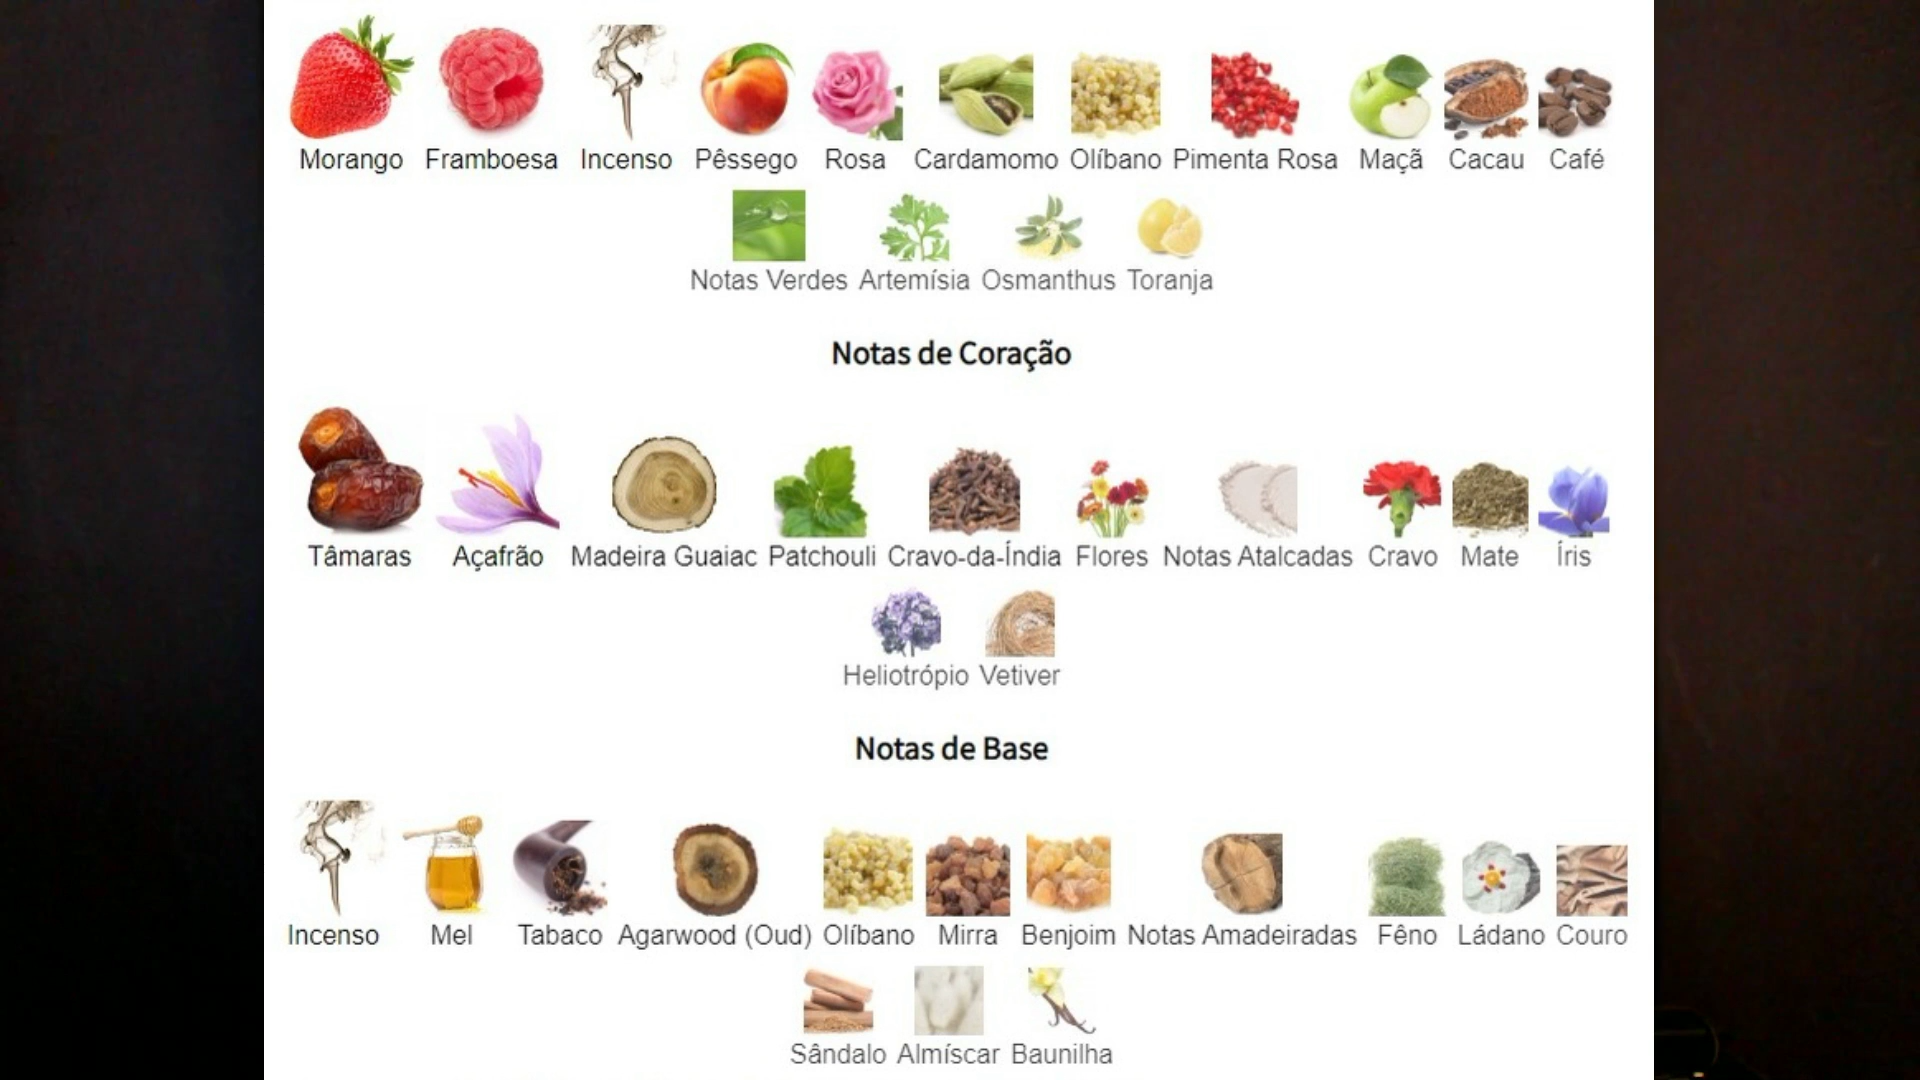 Morango Framboesa Incenso Pêssego Rosa Cardamomo Olíbano Pimenta Rosa Maçã Cacau Café
Notas Verdes Artemísia Osmanthus Toranja
Notas de Coração
Tâmaras Açafrão Madeira Guaiac Patchouli Cravo-da-Índia Flores Notas Atalcadas Cravo Mate Íris
Heliotrópio Vetiver
Notas de Base
Incenso Mel Tabaco Agarwood (Oud) Olíbano Mirra Benjoim Notas Amadeiradas Fêno Ládano Couro
Sândalo Almíscar Baunilha